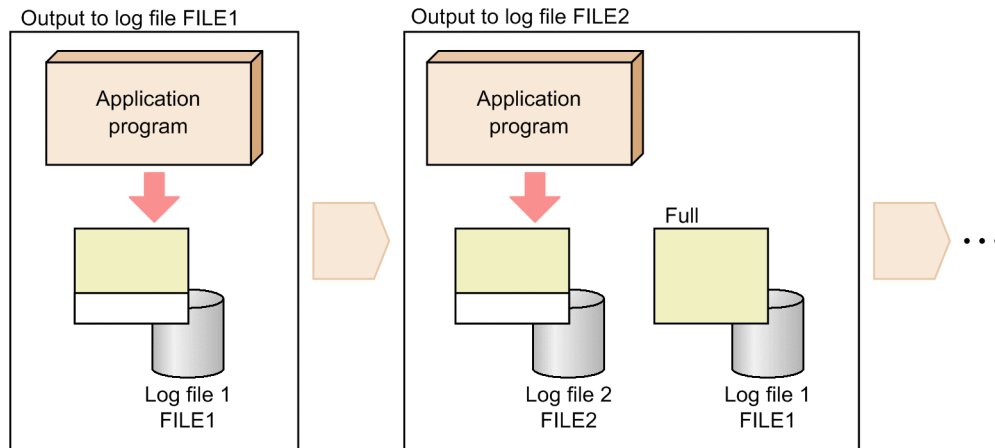 Output to log file FILE1
Application
program
Log file 1
FILE1
Output to log file FILE2
Application
program
Full
Log file 2
FILE2
Log file 1
FILE1
• • •